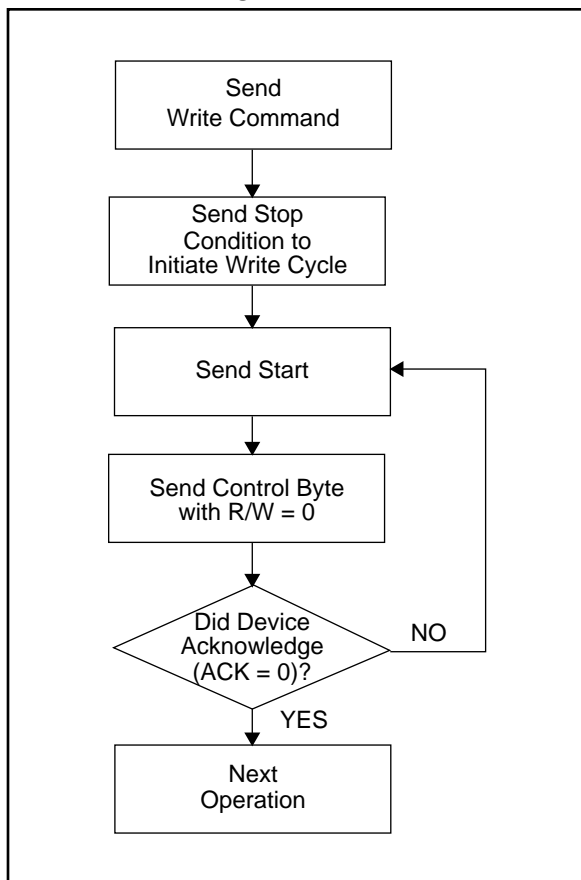 Send
Write Command
Send Stop
Condition to
Initiate Write Cycle
Send Start
Send Control Byte
with R/W = 0
Did Device
Acknowledge
(ACK = 0)?
NO
YES
Next
Operation